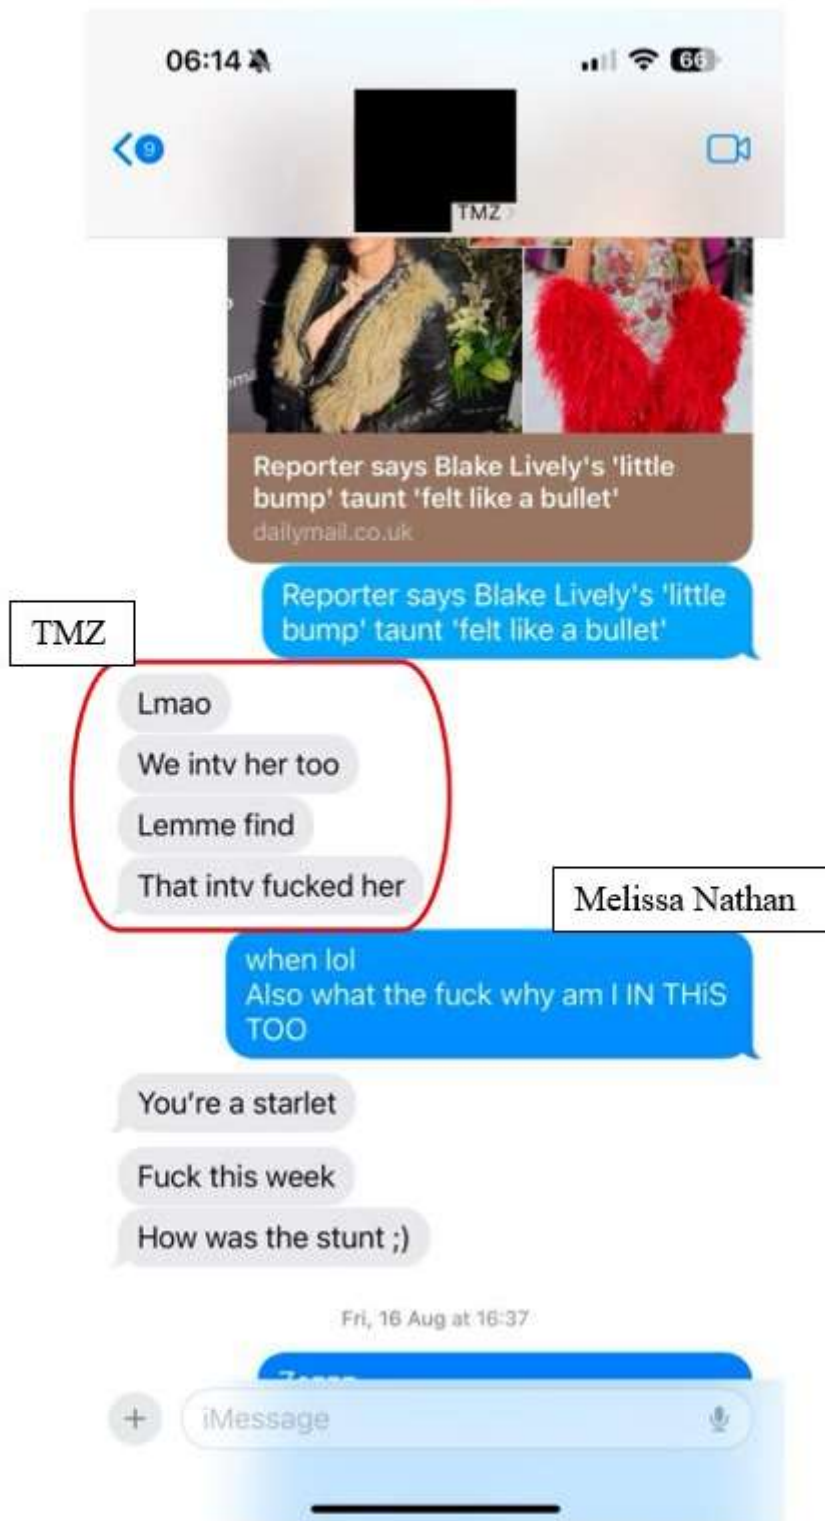 06:14
66
9
TMZ
Reporter says Blake Lively's 'little
bump' taunt 'felt like a bullet'
dailymail.co.uk
Reporter says Blake Lively's 'little
bump' taunt 'felt like a bullet'
TMZ
Lmao
We intv her too
Lemme find
That intv fucked her
Melissa Nathan
when lol
Also what the fuck why am I IN THiS
TOO
You're a starlet
Fuck this week
How was the stunt ;)
Fri, 16 Aug at 16:37
iMessage